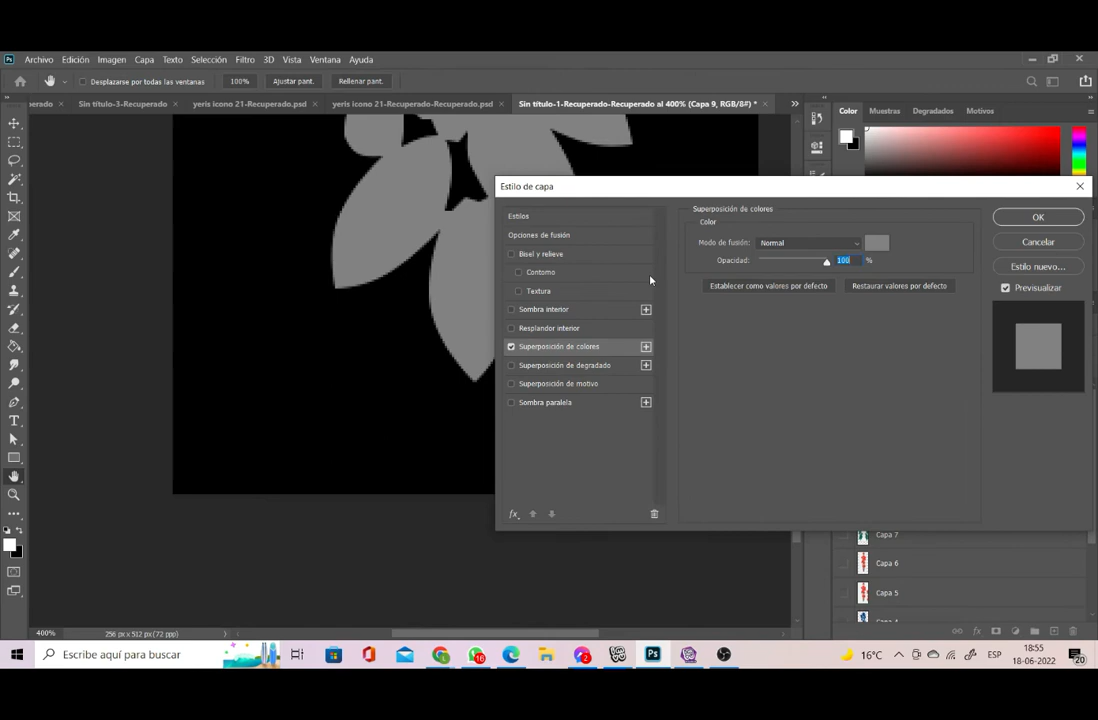 Ps Archivo Edición Imagen Capa Texto Selección Filtro 3D Vista Ventana Ayuda
Desplazarse por todas las ventanas 100% Ajustar pant. Rellenar pant.
perado × Sin título-3-Recuperado × yeris icono 21-Recuperado.psd × yeris icono 21-Recuperado-Recuperado.psd × Sin título-1-Recuperado-Recuperado al 400% (Capa 9, RGB/8#) * ×
Color Muestras Degradados Motivos
Estilo de capa
Estilos
Opciones de fusión
Bisel y relieve
Contorno
Textura
Sombra interior
Resplandor interior
Superposición de colores
Superposición de degradado
Superposición de motivo
Sombra paralela
fx
Superposición de colores
Color
Modo de fusión: Normal
Opacidad: 100 %
Establecer como valores por defecto Restaurar valores por defecto
OK
Cancelar
Estilo nuevo...
Previsualizar
Capa 7
Capa 6
Capa 5
400% 256 px x 512 px (72 ppp)
Escribe aquí para buscar
16
2
Ps
16°C
ESP
18:55
18-06-2022
20